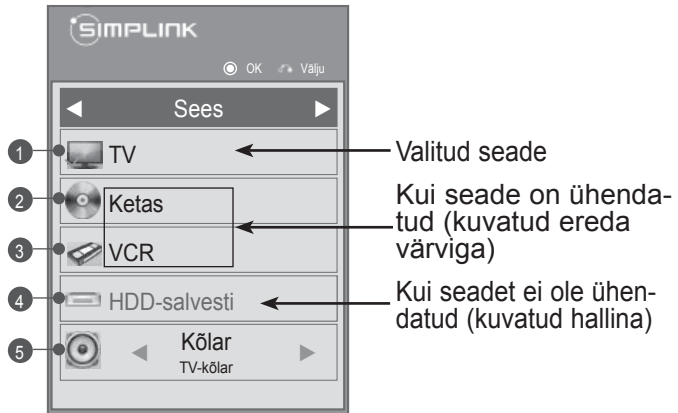 SIMPLINK
OK Välju
Sees
1 TV
Valitud seade
2 Ketas
Kui seade on ühenda-
tud (kuvatud ereda
värviga)
3 VCR
4 HDD-salvesti
Kui seadet ei ole ühen-
datud (kuvatud hallina)
5 Kõlar
TV-kõlar